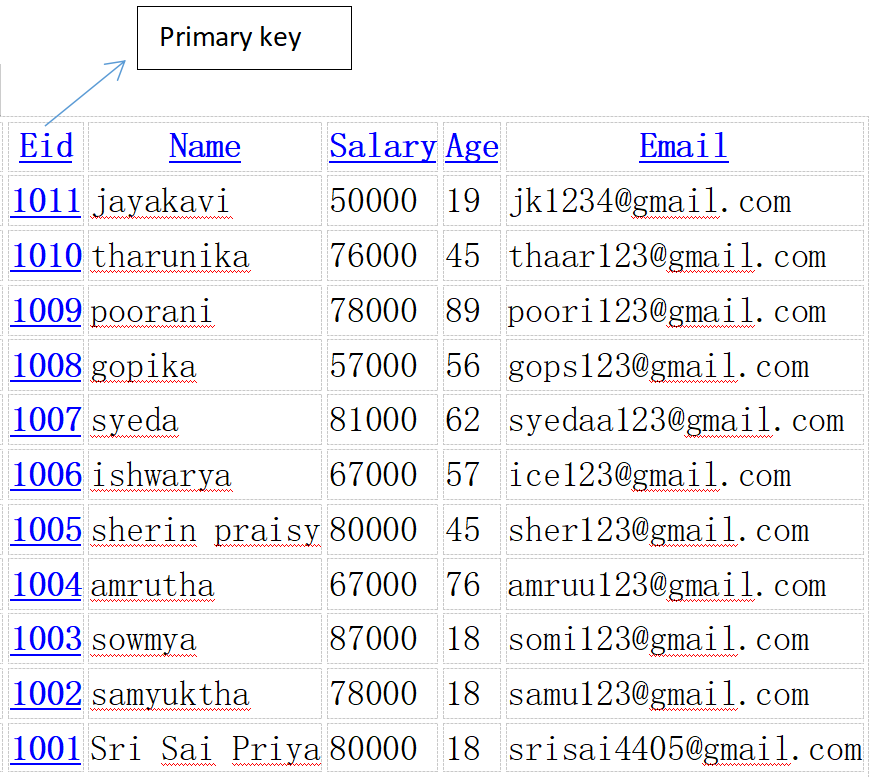 Primary key
Eid Name Salary Age Email
1011 jayakavi 50000 19 jk1234@gmail.com
1010 tharunika 76000 45 thaar123@gmail.com
1009 poorani 78000 89 poori123@gmail.com
1008 gopika 57000 56 gops123@gmail.com
1007 syeda 81000 62 syedaa123@gmail.com
1006 ishwarya 67000 57 ice123@gmail.com
1005 sherin praisy 80000 45 sher123@gmail.com
1004 amrutha 67000 76 amruu123@gmail.com
1003 sowmya 87000 18 somi123@gmail.com
1002 samyuktha 78000 18 samu123@gmail.com
1001 Sri Sai Priya 80000 18 srisai4405@gmail.com